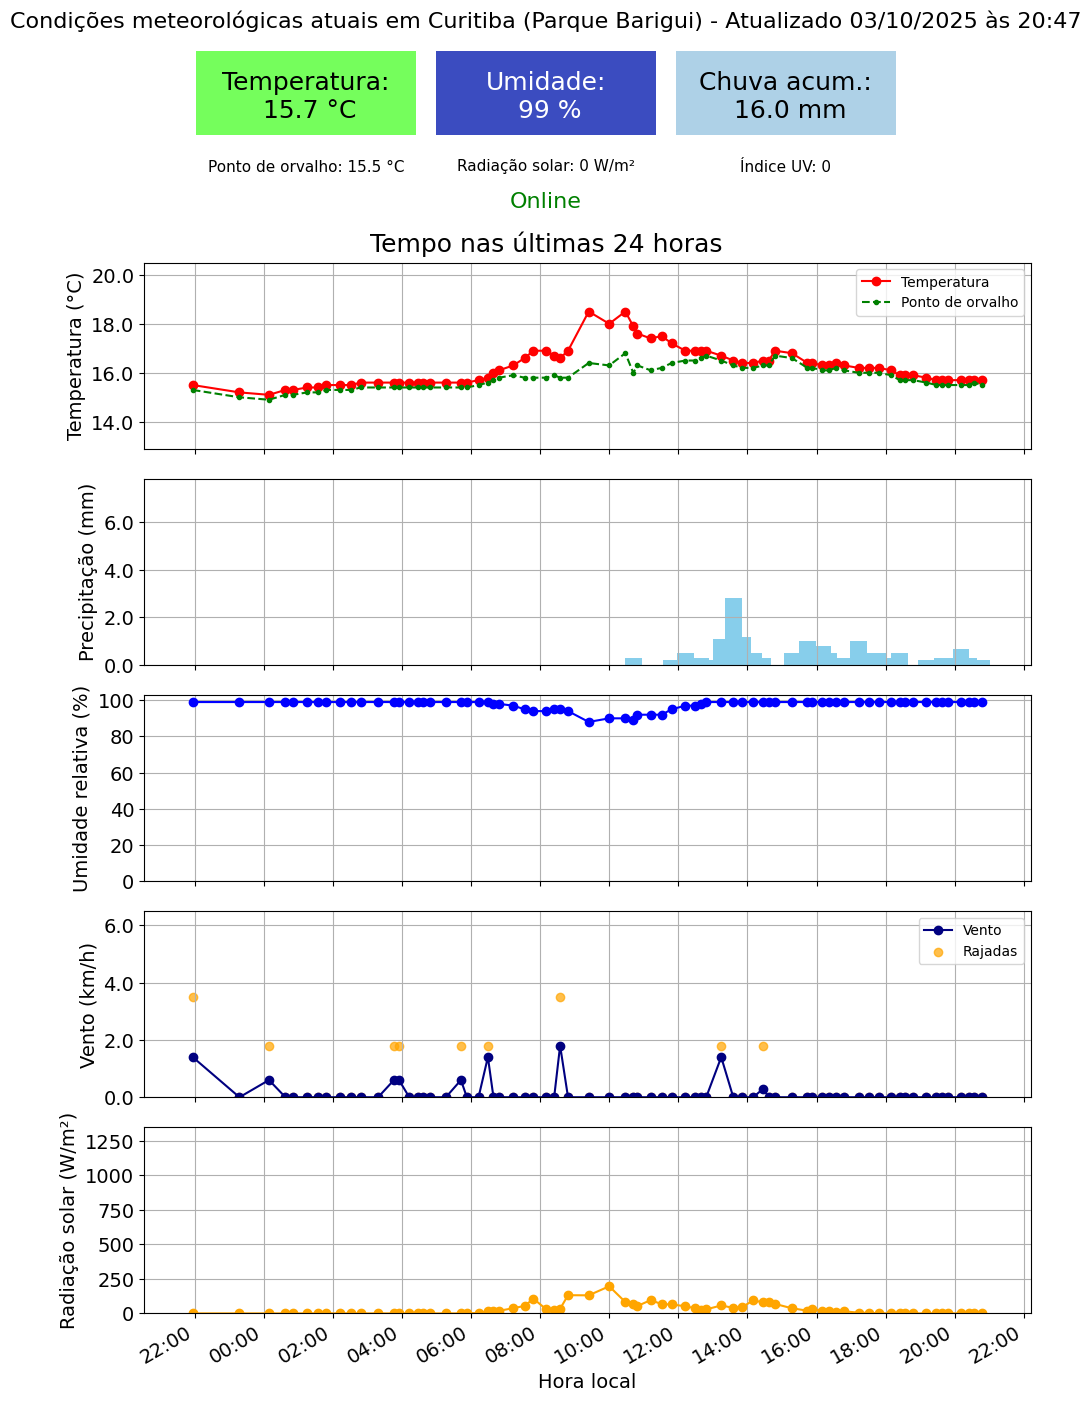 Condições meteorológicas atuais em Curitiba (Parque Barigui) - Atualizado 03/10/2025 às 20:47
Temperatura:
15.7 °C
Umidade:
99 %
Chuva acum.:
16.0 mm
Ponto de orvalho: 15.5 °C
Radiação solar: 0 W/m²
Índice UV: 0
Online
Tempo nas últimas 24 horas
Temperatura (°C)
20.0
18.0
16.0
14.0
Temperatura
Ponto de orvalho
Precipitação (mm)
6.0
4.0
2.0
0.0
Umidade relativa (%)
100
80
60
40
20
0
Vento (km/h)
6.0
4.0
2.0
0.0
Vento
Rajadas
Radiação solar (W/m²)
1250
1000
750
500
250
0
22:00
00:00
02:00
04:00
06:00
08:00
10:00
12:00
14:00
16:00
18:00
20:00
22:00
Hora local